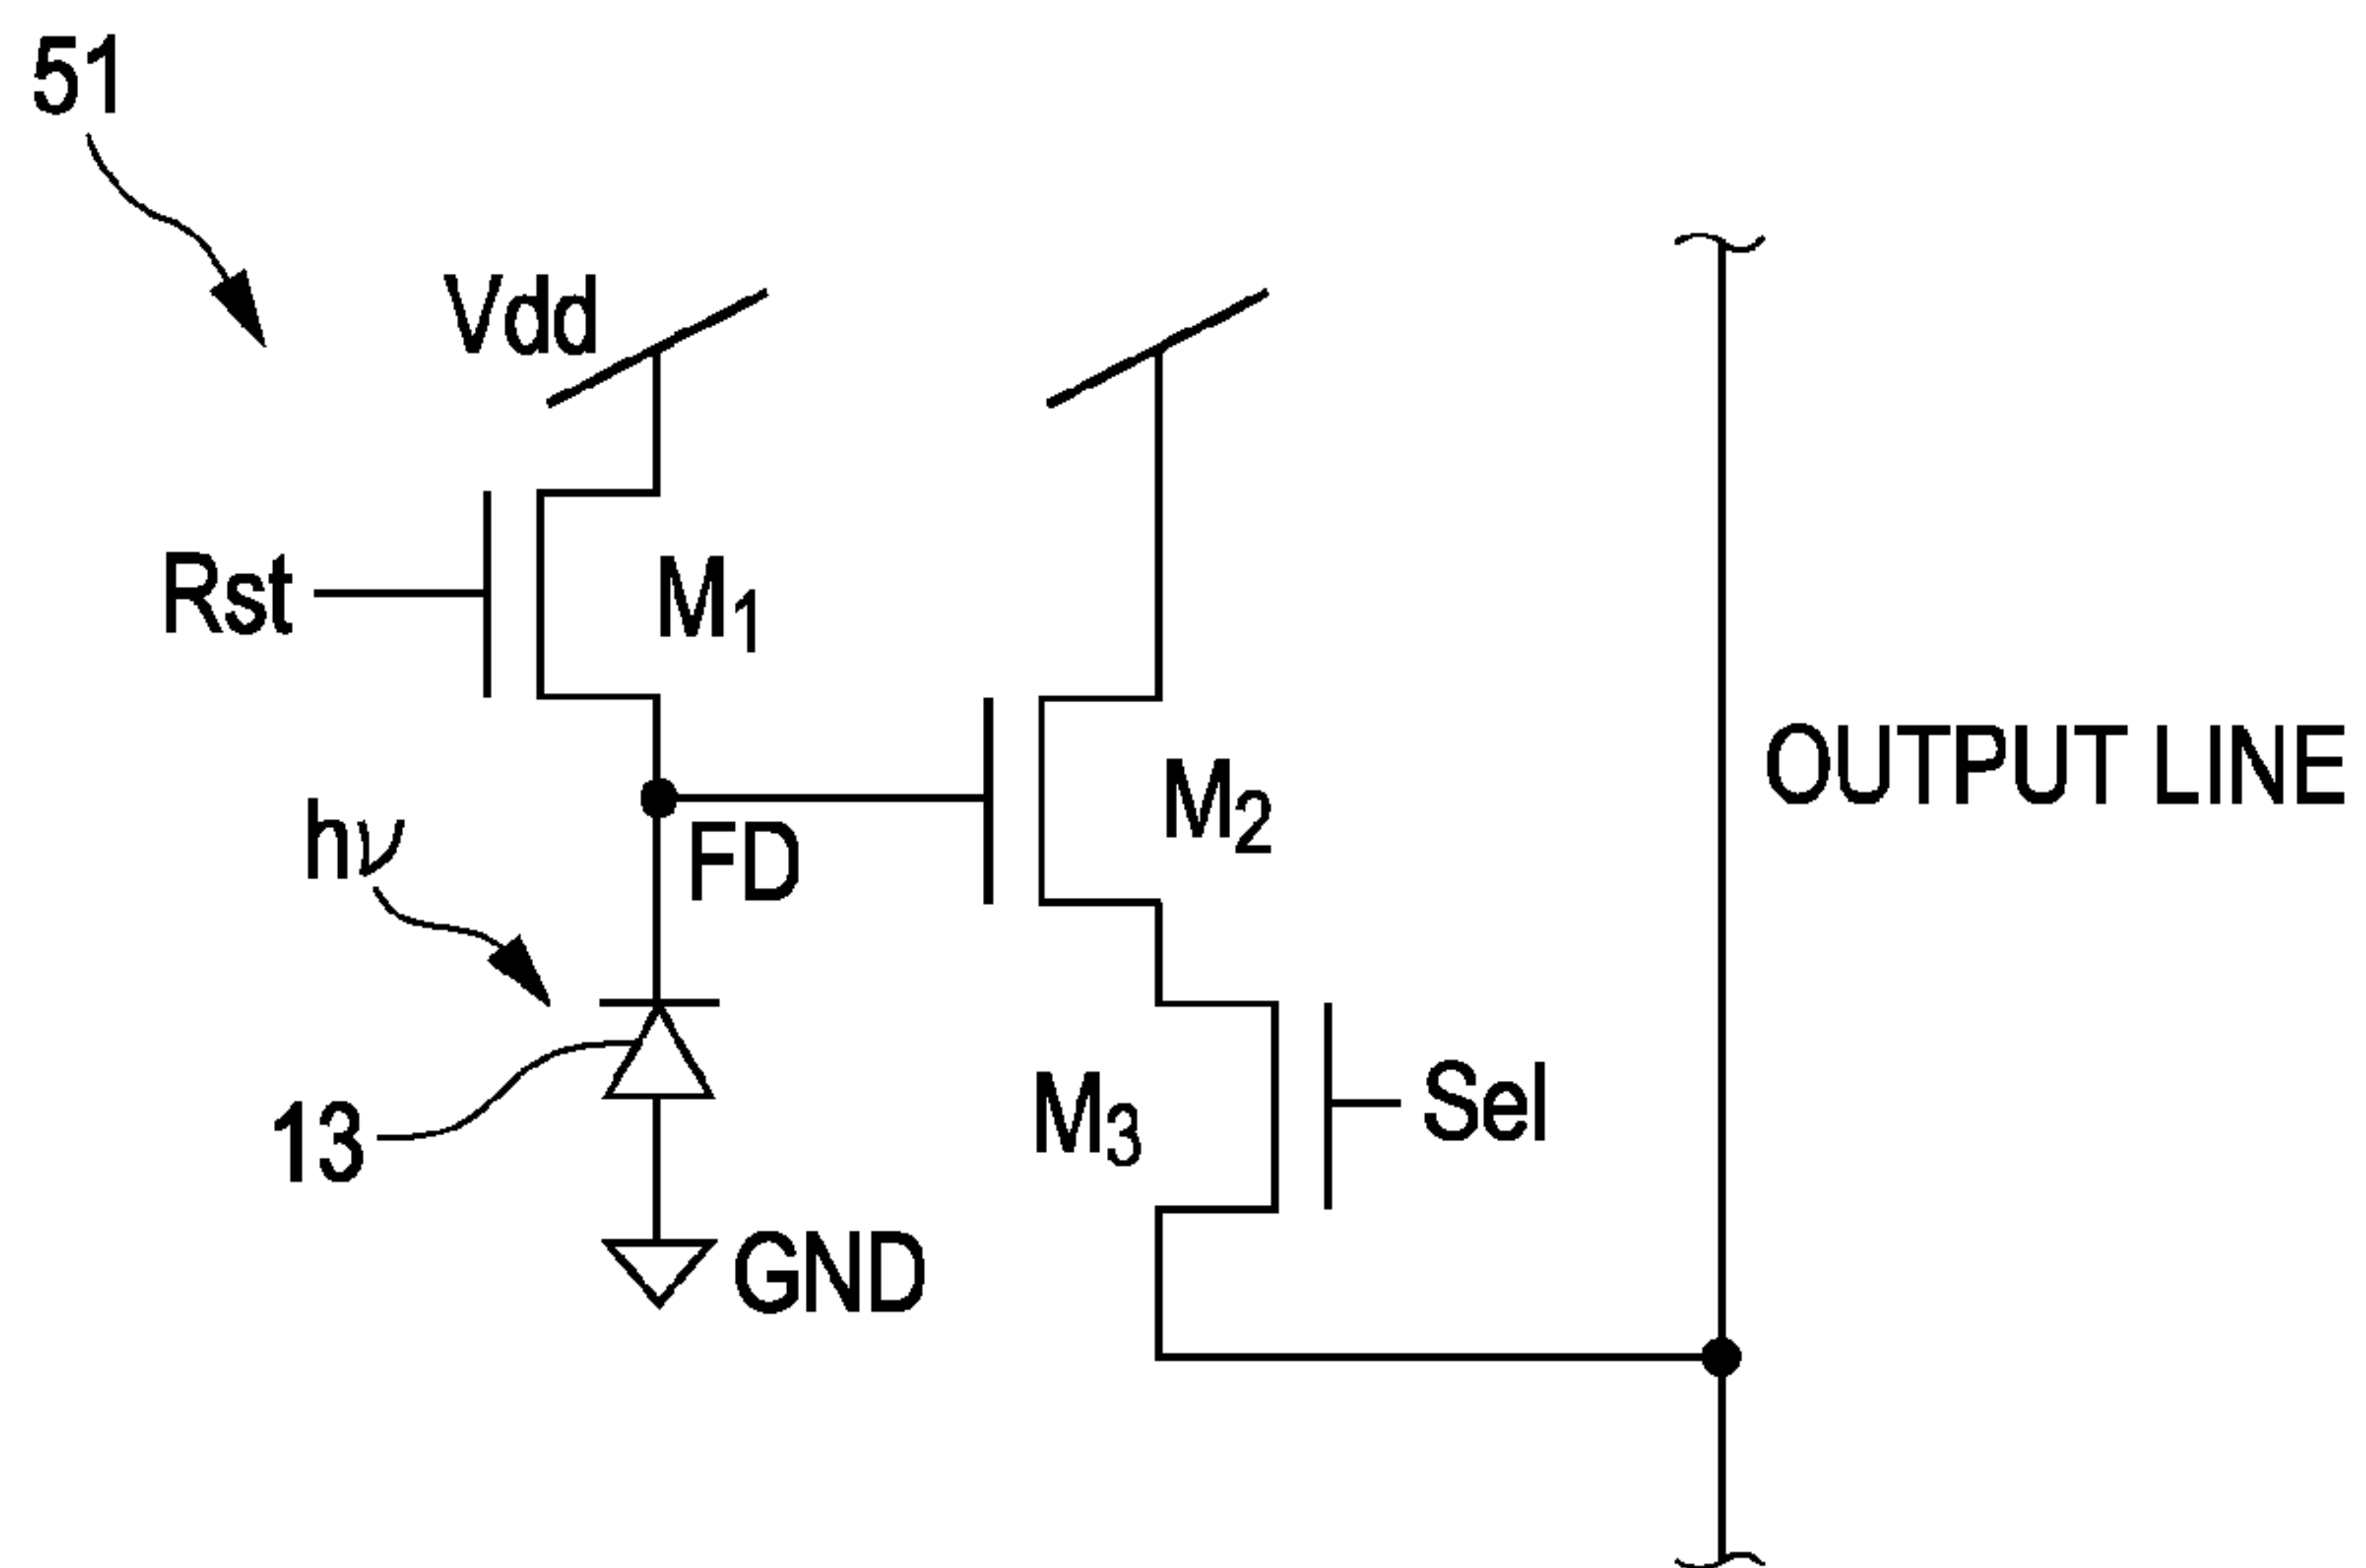 51
Vdd
Rst
M1
OUTPUT LINE
M2
hν
FD
Sel
M3
13
GND